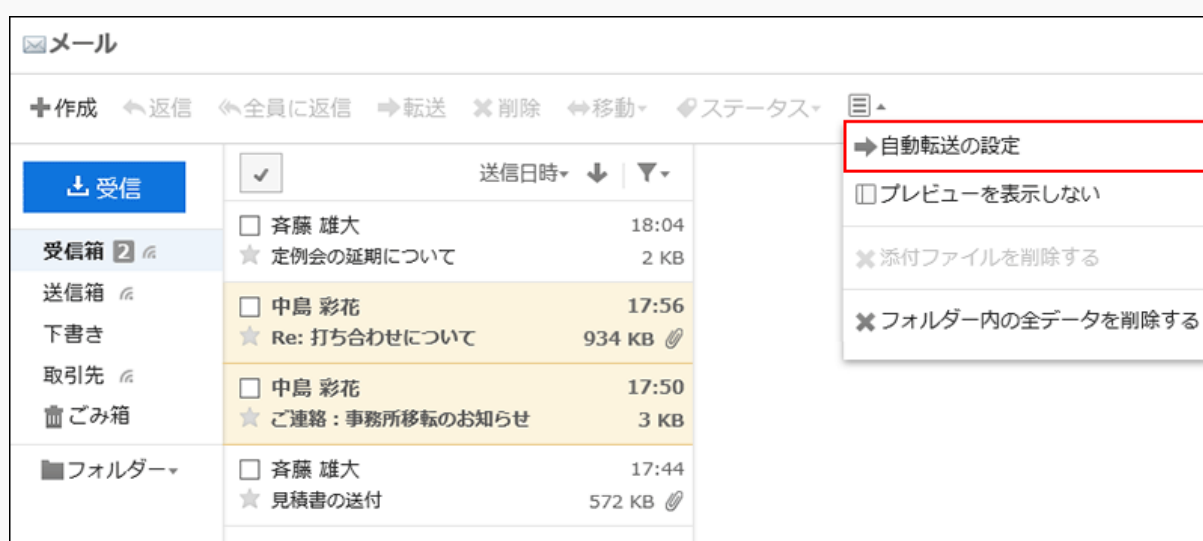 メール
作成 返信 全員に返信 転送 削除 移動 ステータス
自動転送の設定
プレビューを表示しない
添付ファイルを削除する
フォルダー内の全データを削除する
受信
受信箱 2
送信箱
下書き
取引先
ごみ箱
フォルダー
送信日時
斉藤 雄大 18:04
定例会の延期について 2 KB
中島 彩花 17:56
Re: 打ち合わせについて 934 KB
中島 彩花 17:50
ご連絡：事務所移転のお知らせ 3 KB
斉藤 雄大 17:44
見積書の送付 572 KB